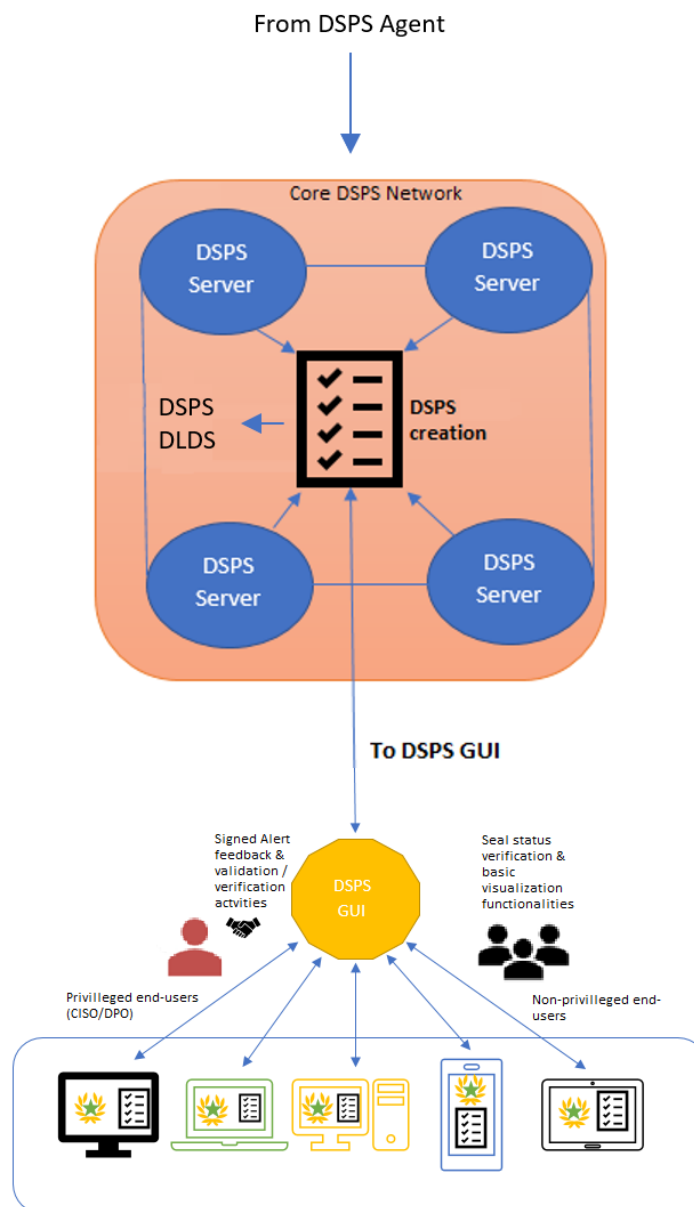 From DSPS Agent
Core DSPS Network
DSPS
Server
DSPS
Server
DSPS
creation
DSPS
DLDS
DSPS
Server
DSPS
Server
To DSPS GUI
Signed Alert
feedback &
validation /
verification
actvities
Seal status
verification &
basic
visualization
functionalities
DSPS
GUI
Privilleged end-users
(CISO/DPO)
Non-privilleged end-
users